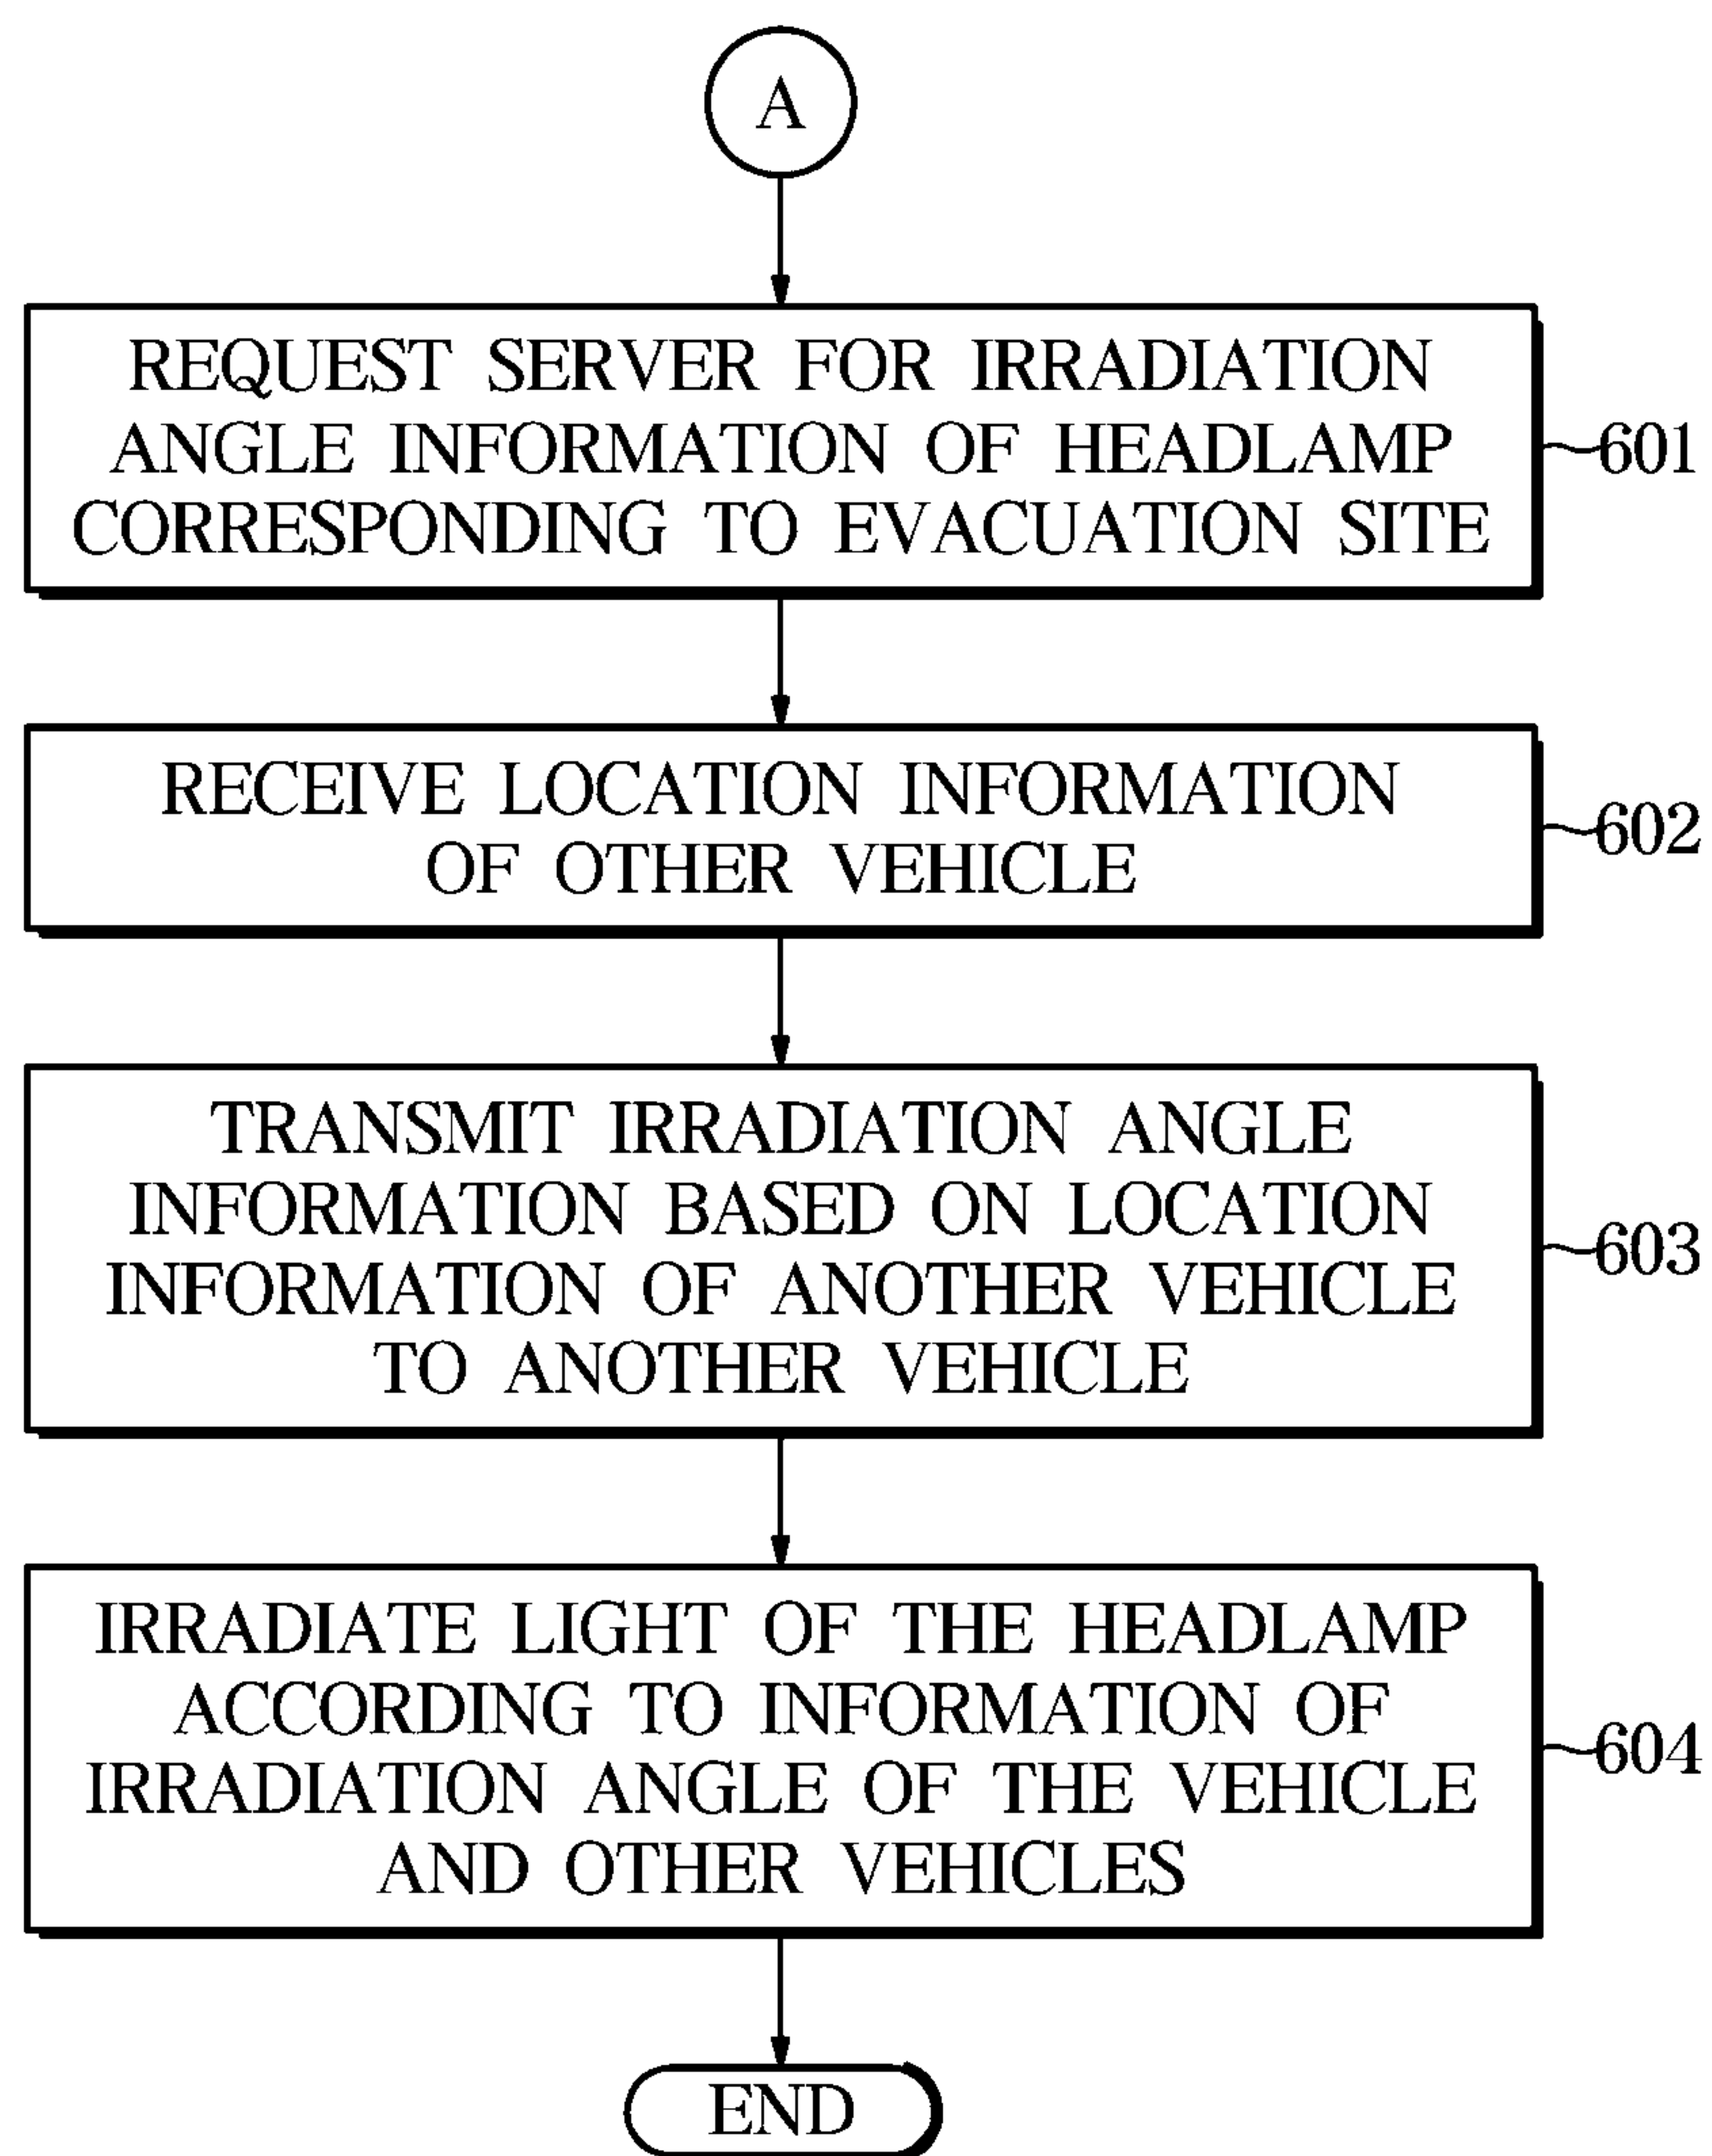 A
REQUEST SERVER FOR IRRADIATION
ANGLE INFORMATION OF HEADLAMP
CORRESPONDING TO EVACUATION SITE
601
RECEIVE LOCATION INFORMATION
OF OTHER VEHICLE
602
TRANSMIT IRRADIATION ANGLE
INFORMATION BASED ON LOCATION
INFORMATION OF ANOTHER VEHICLE
TO ANOTHER VEHICLE
603
IRRADIATE LIGHT OF THE HEADLAMP
ACCORDING TO INFORMATION OF
IRRADIATION ANGLE OF THE VEHICLE
AND OTHER VEHICLES
604
END